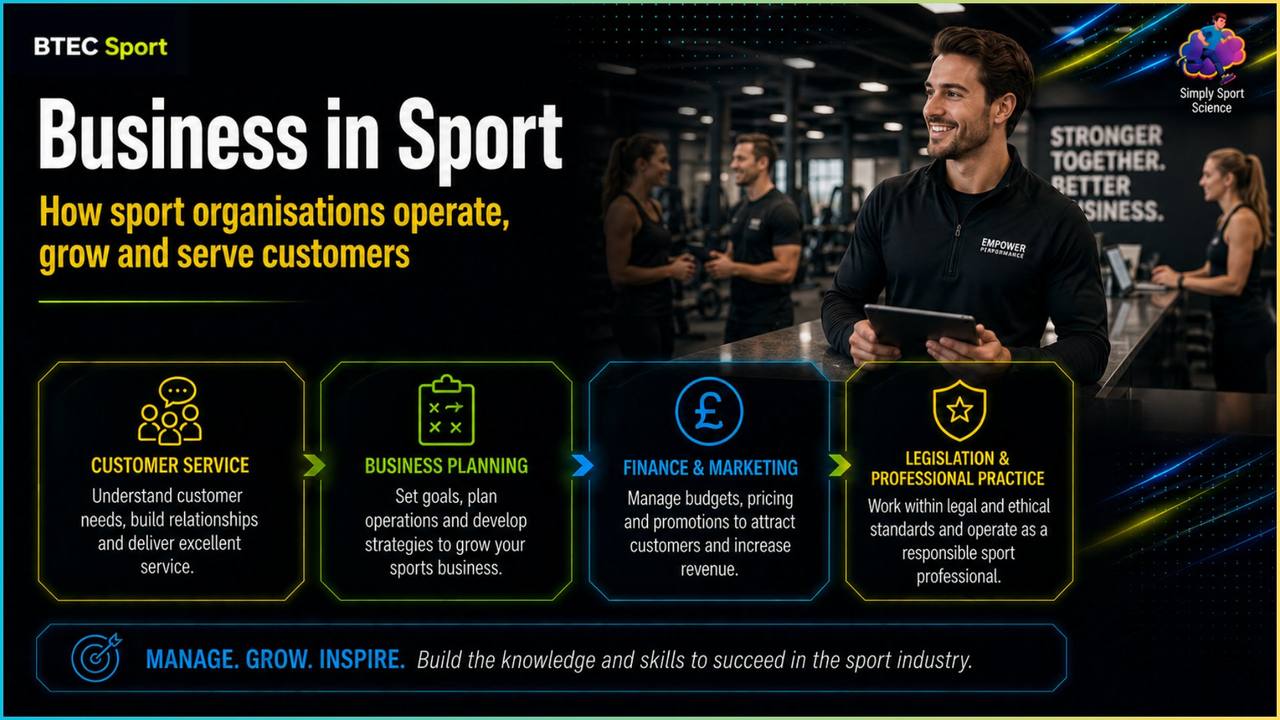 BTEC Sport
Simply Sport
Science
Business in Sport
How sport organisations operate,
grow and serve customers
STRONGER
TOGETHER.
BETTER
SINESS.
EMPOWER
PERFORMANCE
CUSTOMER SERVICE
Understand customer
needs, build relationships
and deliver excellent
service.
BUSINESS PLANNING
Set goals, plan
operations and develop
strategies to grow your
sports business.
£
FINANCE & MARKETING
Manage budgets, pricing
and promotions to attract
customers and increase
revenue.
LEGISLATION &
PROFESSIONAL PRACTICE
Work within legal and ethical
standards and operate as a
responsible sport
professional.
MANAGE. GROW. INSPIRE. Build the knowledge and skills to succeed in the sport industry.